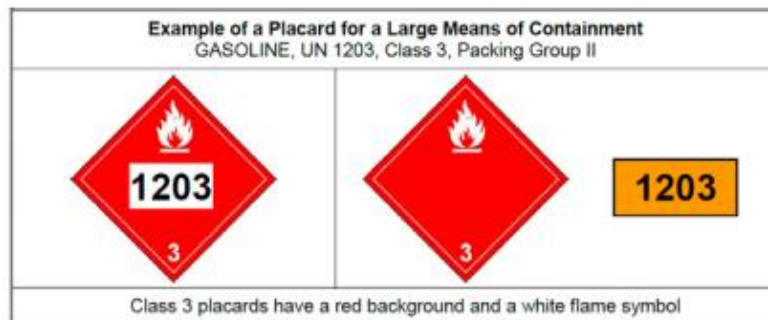 Example of a Placard for a Large Means of Containment
GASOLINE, UN 1203, Class 3, Packing Group II
1203
3
3
1203
Class 3 placards have a red background and a white flame symbol